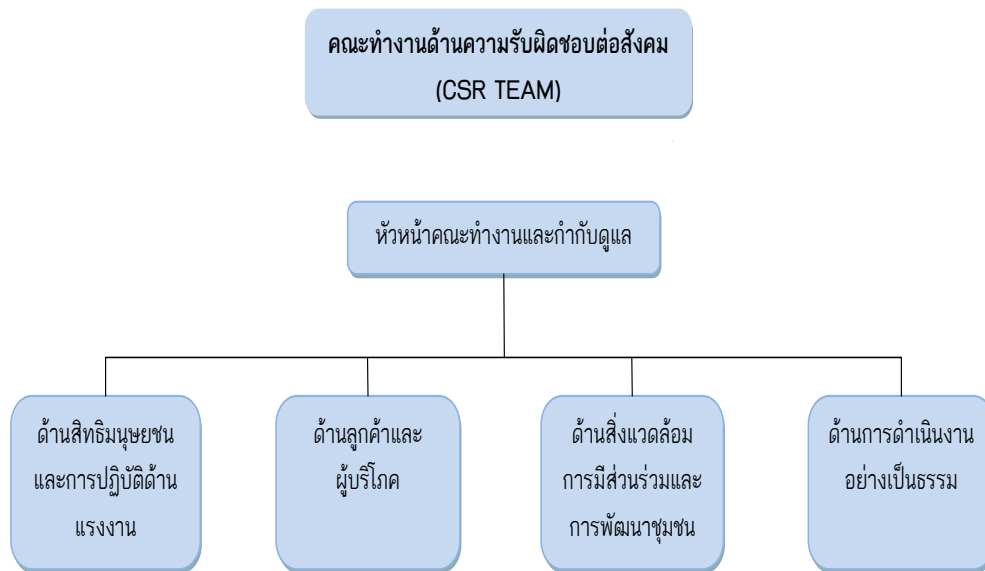 คณะทำงานด้านความรับผิดชอบต่อสังคม
(CSR TEAM)
หัวหน้าคณะทำงานและกำกับดูแล
ด้านสิทธิมนุษยชน
และการปฏิบัติด้าน
แรงงาน
ด้านลูกค้าและ
ผู้บริโภค
ด้านสิ่งแวดล้อม
การมีส่วนร่วมและ
การพัฒนาชุมชน
ด้านการดำเนินงาน
อย่างเป็นธรรม